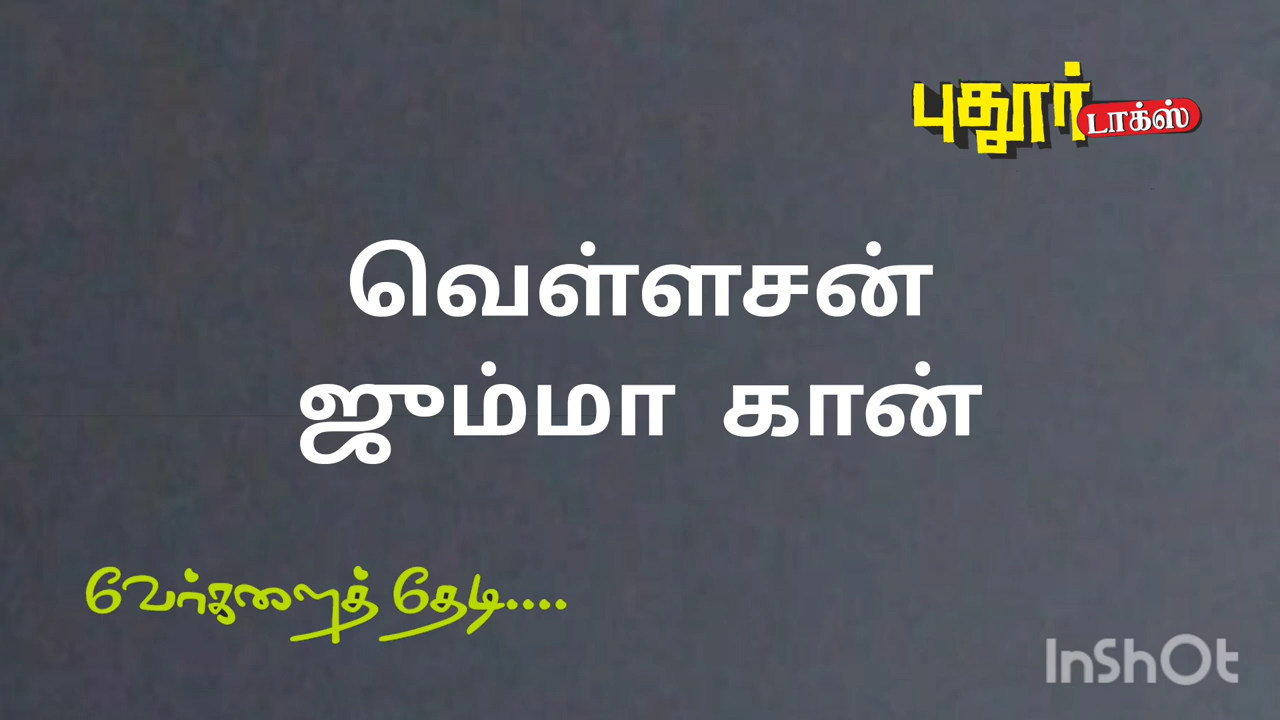 புதூர்
டாக்ஸ்
வெள்ளசன்
ஜும்மா கான்
வேர்களைத் தேடி....
InShOt